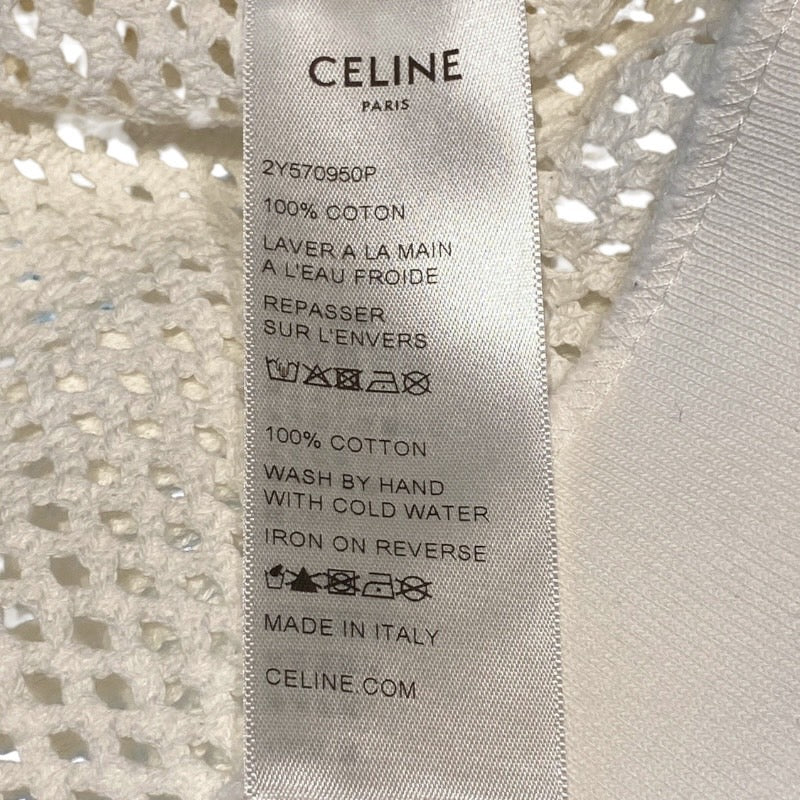 CELINE
PARIS
2Y570950P
100% COTON
LAVER A LA MAIN
A L'EAU FROIDE
REPASSER
SUR L'ENVERS
100% COTTON
WASH BY HAND
WITH COLD WATER
IRON ON REVERSE
MADE IN ITALY
CELINE.COM